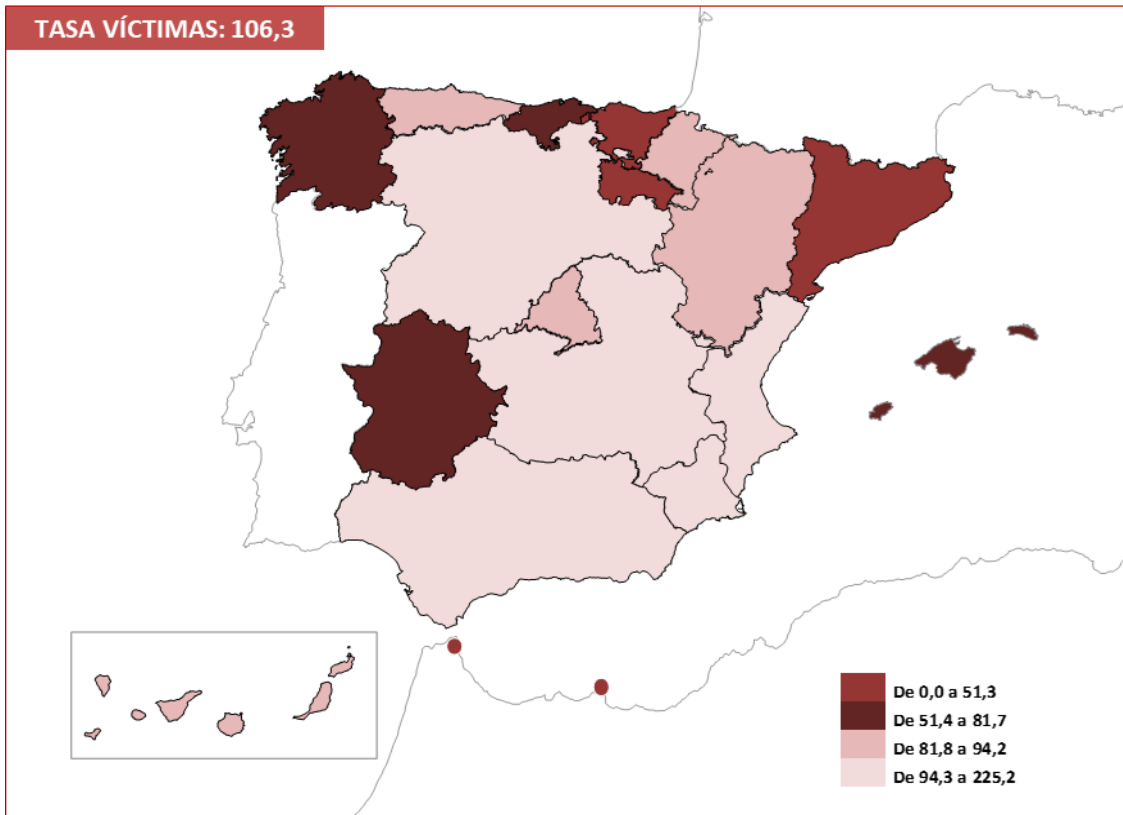 TASA VÍCTIMAS: 106,3
De 0,0 a 51,3
De 51,4 a 81,7
De 81,8 a 94,2
De 94,3 a 225,2